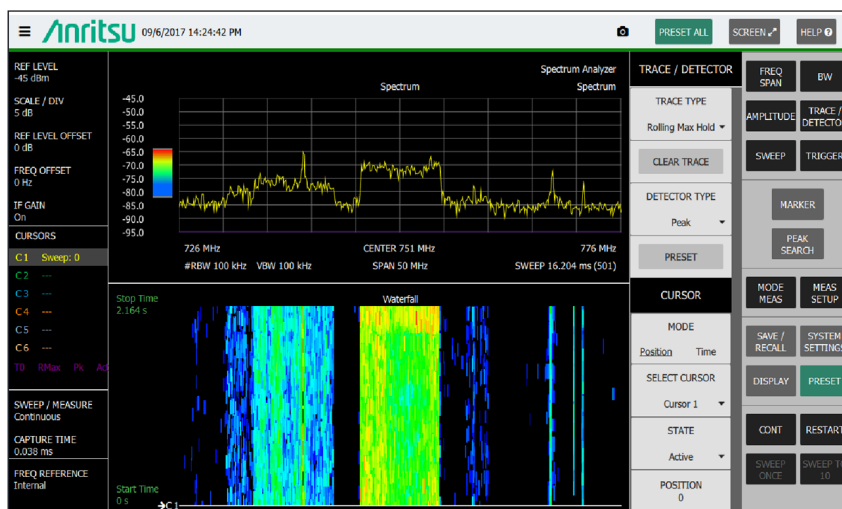 Anritsu 09/6/2017 14:24:42 PM PRESET ALL SCREEN HELP
REF LEVEL
-45 dBm
SCALE / DIV
5 dB
REF LEVEL OFFSET
0 dB
FREQ OFFSET
0 Hz
IF GAIN
On
CURSORS
C1 Sweep: 0
C2 ---
C3 ---
C4 ---
C5 ---
C6 ---
T0 RMax Pk
SWEEP / MEASURE
Continuous
CAPTURE TIME
0.038 ms
FREQ REFERENCE
Internal
Spectrum Analyzer
Spectrum Spectrum
-45.0
-50.0
-55.0
-60.0
-65.0
-70.0
-75.0
-80.0
-85.0
-90.0
-95.0
726 MHz CENTER 751 MHz 776 MHz
#RBW 100 kHz VBW 100 kHz SPAN 50 MHz SWEEP 16.204 ms (501)
Stop Time
2.164 s
Waterfall
Start Time
0 s
C1
TRACE / DETECTOR
TRACE TYPE
Rolling Max Hold
CLEAR TRACE
DETECTOR TYPE
Peak
PRESET
CURSOR
MODE
Position Time
SELECT CURSOR
Cursor 1
STATE
Active
POSITION
0
FREQ
SPAN
BW
AMPLITUDE
TRACE /
DETECTO
SWEEP
TRIGGER
MARKER
PEAK
SEARCH
MODE
MEAS
MEAS
SETUP
SAVE /
RECALL
SYSTEM
SETTINGS
DISPLAY
PRESET
CONT
RESTART
SWEEP
ONCE
SWEEP TO
10